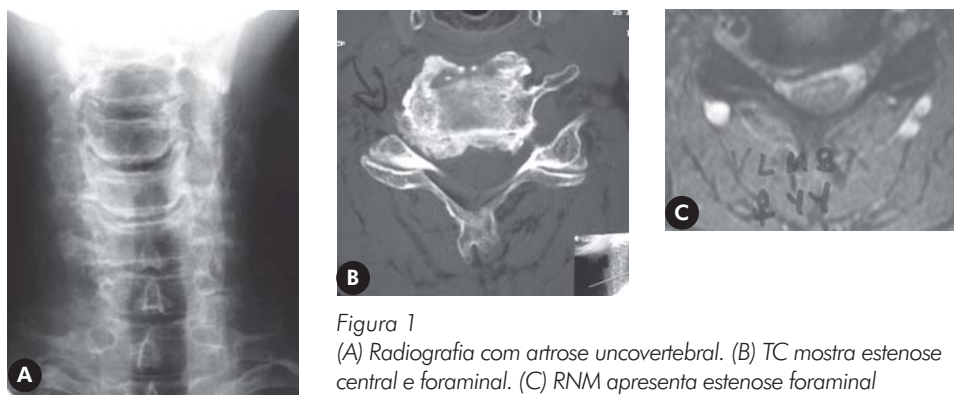 A
B
C
Figura 1
(A) Radiografia com artrose uncovertebral. (B) TC mostra estenose
central e foraminal. (C) RNM apresenta estenose foraminal